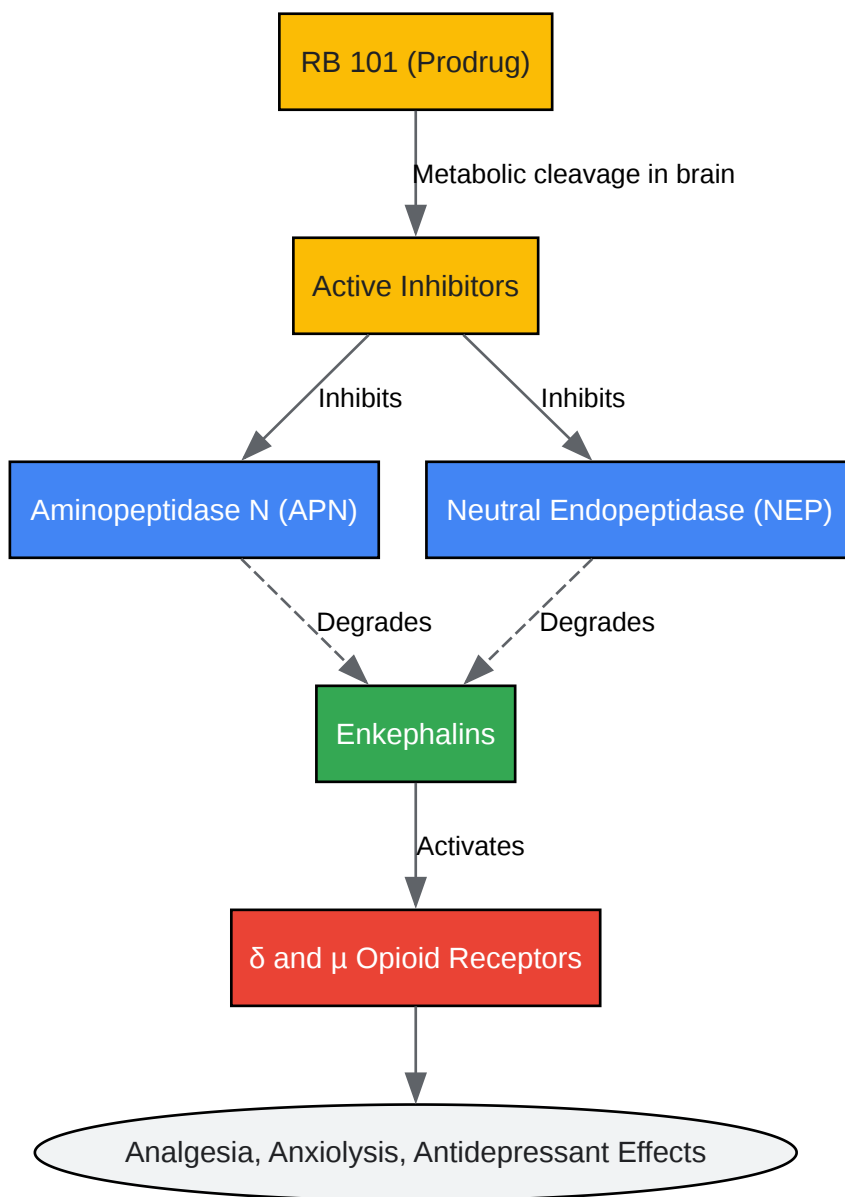 RB 101 (Prodrug)
Metabolic cleavage in brain
Active Inhibitors
Inhibits
Inhibits
Aminopeptidase N (APN)
Neutral Endopeptidase (NEP)
Degrades
Degrades
Enkephalins
Activates
δ and µ Opioid Receptors
Analgesia, Anxiolysis, Antidepressant Effects